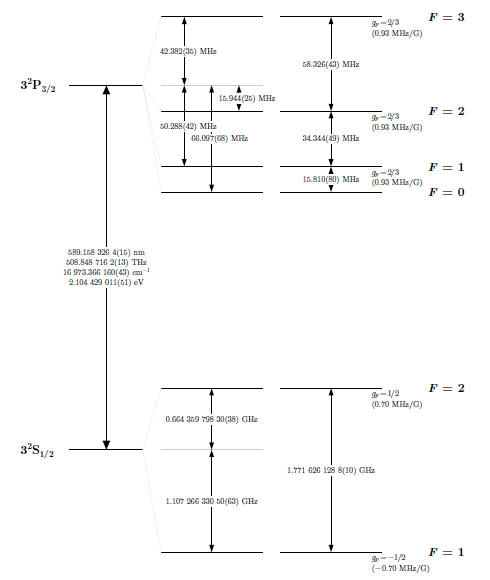 F = 3
g_F=2/3
(0.93 MHz/G)
42.382(35) MHz
58.326(43) MHz
3²P₃/₂
15.944(25) MHz
F = 2
g_F=2/3
(0.93 MHz/G)
50.288(42) MHz
66.097(68) MHz
34.344(49) MHz
F = 1
g_F=2/3
(0.93 MHz/G)
15.810(80) MHz
F = 0
589.158 326 4(15) nm
508.848 716 2(13) THz
16 973.366 160(43) cm⁻¹
2.104 429 011(51) eV
F = 2
g_F=1/2
(0.70 MHz/G)
0.664 359 798 30(38) GHz
3²S₁/₂
1.771 626 128 8(10) GHz
1.107 266 330 50(63) GHz
F = 1
g_F=−1/2
(−0.70 MHz/G)